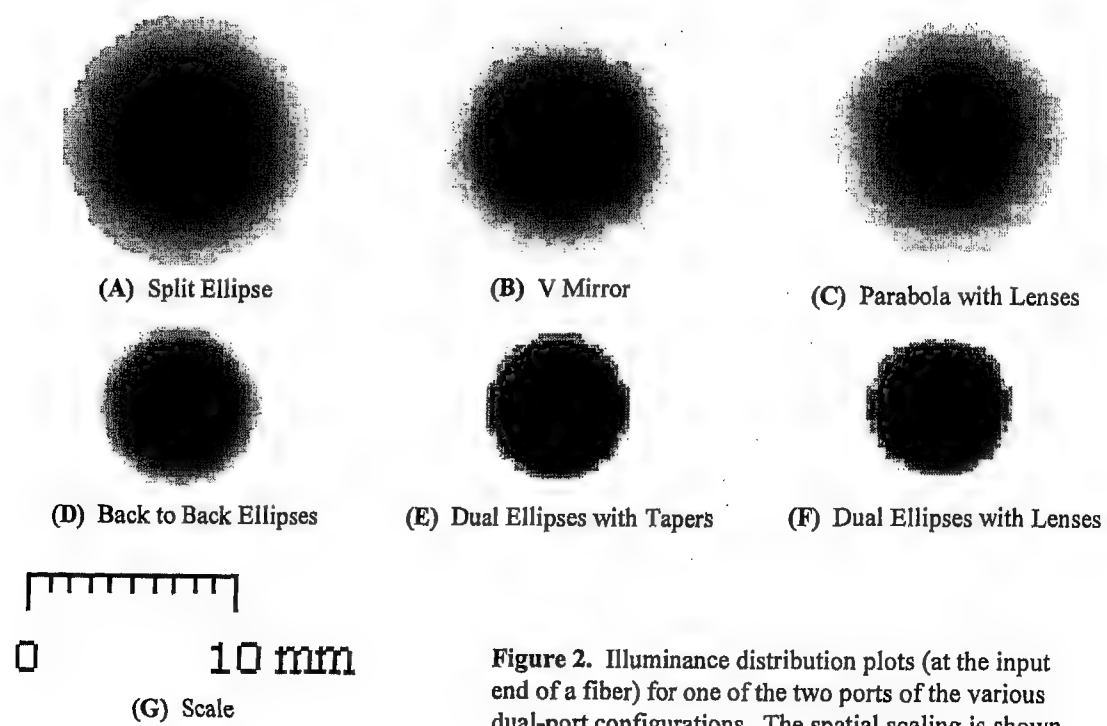 (A) Split Ellipse
(B) V Mirror
(C) Parabola with Lenses
(D) Back to Back Ellipses
(E) Dual Ellipses with Tapers
(F) Dual Ellipses with Lenses
0 10 mm
(G) Scale
Figure 2. Illuminance distribution plots (at the input
end of a fiber) for one of the two ports of the various
dual-port configurations. The spatial scaling is shown